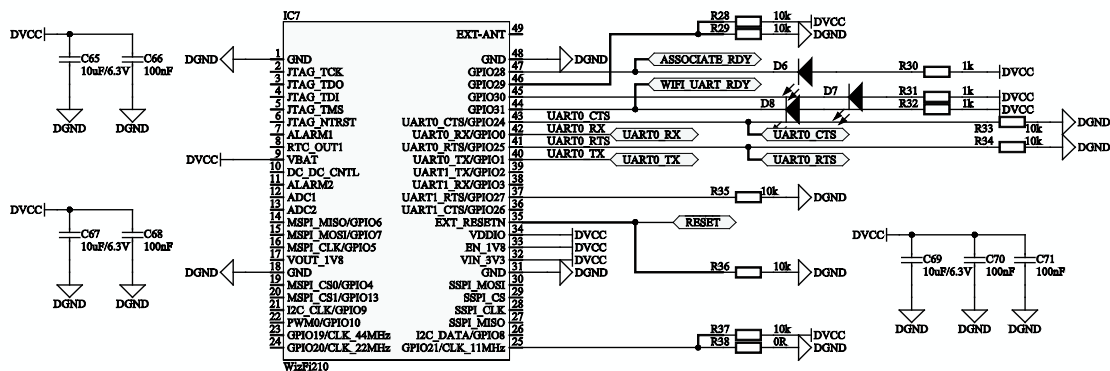 IC7
EXT-ANT 49
R28 10k DVCC
R29 10k DGND
DVCC
C65 10uF/6.3V
C66 100nF
DGND DGND
DGND 1 GND
2 JTAG_TCK
3 JTAG_TDO
4 JTAG_TDI
5 JTAG_TMS
6 JTAG_NTRST
7 ALARM1
8 RTC_OUT1
DVCC 9 VBAT
10 DC_DC_CNTL
11 ALARM2
12 ADC1
13 ADC2
14 MSPI_MISO/GPIO6
15 MSPI_MOSI/GPIO7
16 MSPI_CLK/GPIO5
17 VOUT_1V8
DGND 18 GND
19 MSPI_CS0/GPIO4
20 MSPI_CS1/GPIO13
21 I2C_CLK/GPIO9
22 PWM0/GPIO10
23 GPIO19/CLK_44MHz
24 GPIO20/CLK_22MHz
WizFi210
GND 48 DGND
GPIO28 47 ASSOCIATE_RDY D6 R30 1k DVCC
GPIO29 46 WIFI_UART_RDY
GPIO30 45 D7 R31 1k DVCC
GPIO31 44 D8 R32 1k DVCC
UART0_CTS/GPIO24 43 UART0_CTS R33 10k DGND
UART0_RX/GPIO0 42 UART0_RX UART0_RX UART0_CTS
UART0_RTS/GPIO25 41 UART0_RTS R34 10k DGND
UART0_TX/GPIO1 40 UART0_TX UART0_TX UART0_RTS
UART1_TX/GPIO2 39
UART1_RX/GPIO3 38
UART1_RTS/GPIO27 37 R35 10k DGND
UART1_CTS/GPIO26 36
EXT_RESETN 35 RESET
VDDIO 34 DVCC
EN_1V8 33 DVCC
VIN_3V3 32 DVCC
GND 31 DGND
R36 10k DGND
SSPI_MOSI 30
SSPI_CS 29
SSPI_CLK 28
SSPI_MISO 27
I2C_DATA/GPIO8 26
GPIO21/CLK_11MHz 25
R37 10k DVCC
R38 0R DGND
DVCC
C67 10uF/6.3V
C68 100nF
DGND DGND
DVCC
C69 10uF/6.3V
C70 100nF
C71 100nF
DGND DGND DGND